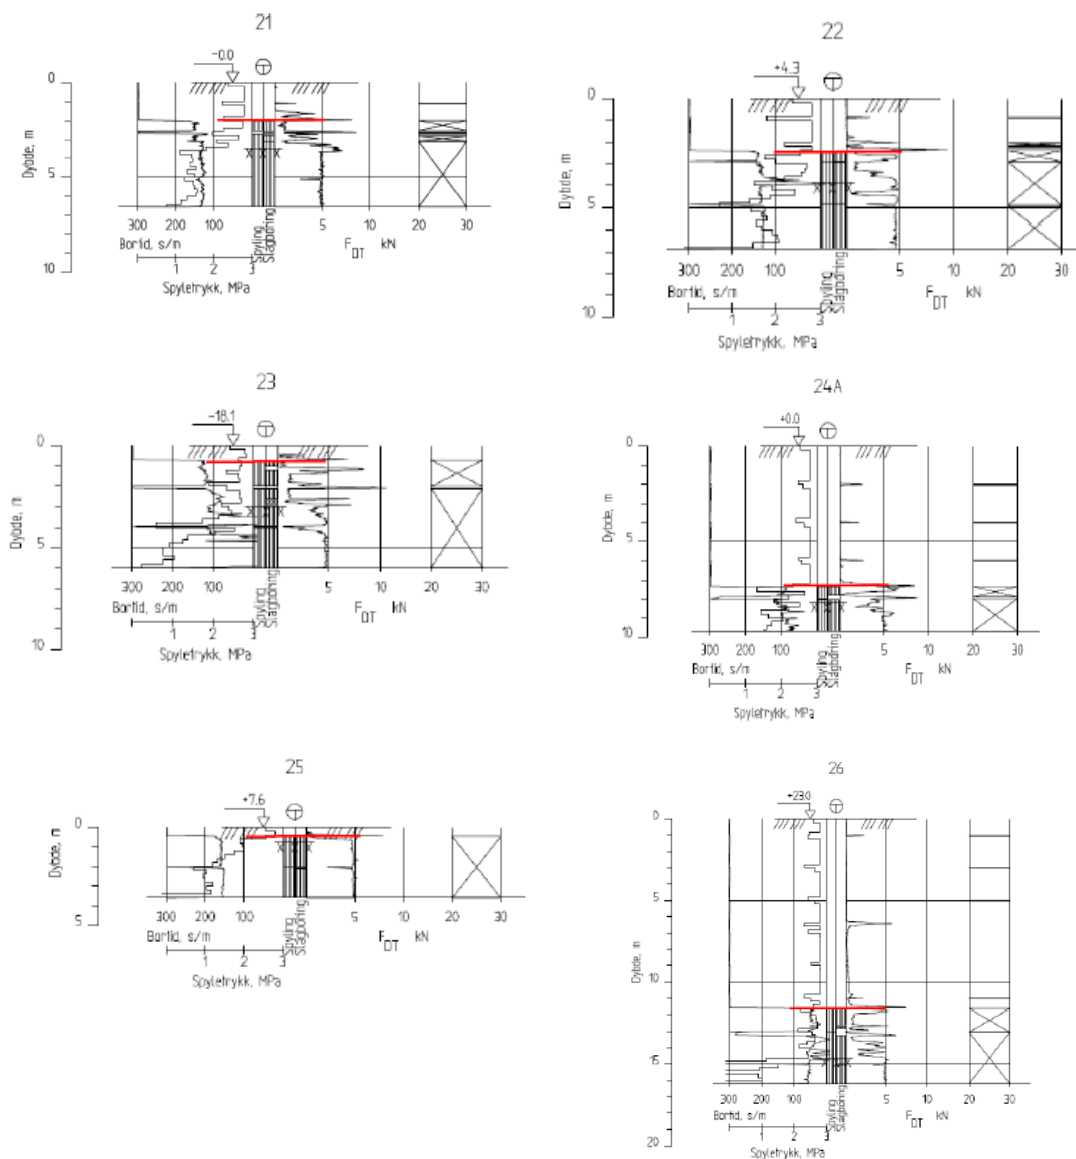 21
-0.0
0
5
10
Dybde, m
300 200 100 5 10 20 30
Bortid, s/m
Spyling
Slagboring
F_DT kN
1 2 3
Spyletrykk, MPa
22
+4.3
0
5
10
Dybde, m
300 200 100 5 10 20 30
Bortid, s/m
Spyling
Slagboring
F_DT kN
1 2 3
Spyletrykk, MPa
23
-18.1
0
5
10
Dybde, m
300 200 100 5 10 20 30
Bortid, s/m
Spyling
Slagboring
F_DT kN
1 2 3
Spyletrykk, MPa
24A
+0.0
0
5
10
Dybde, m
300 200 100 5 10 20 30
Bortid, s/m
Spyling
Slagboring
F_DT kN
1 2 3
Spyletrykk, MPa
25
+7.6
0
5
Dybde, m
300 200 100 5 10 20 30
Bortid, s/m
Spyling
Slagboring
F_DT kN
1 2 3
Spyletrykk, MPa
26
+23.0
0
5
10
15
20
Dybde, m
300 200 100 5 10 20 30
Bortid, s/m
Spyling
Slagboring
F_DT kN
1 2 3
Spyletrykk, MPa